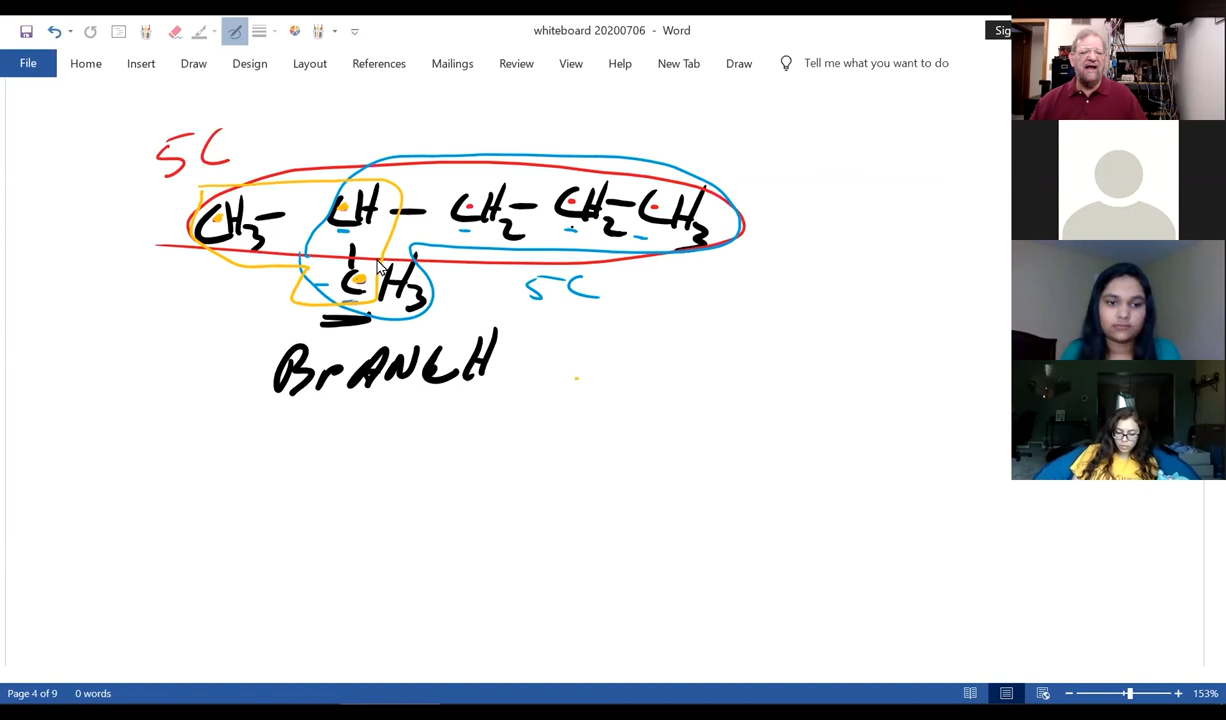 whiteboard 20200706 - Word
Sig
File Home Insert Draw Design Layout References Mailings Review View Help New Tab Draw Tell me what you want to do
5C
CH3- CH - CH2- CH2-CH3
|
- CH3
5C
BrANCH
Page 4 of 9 0 words
153%